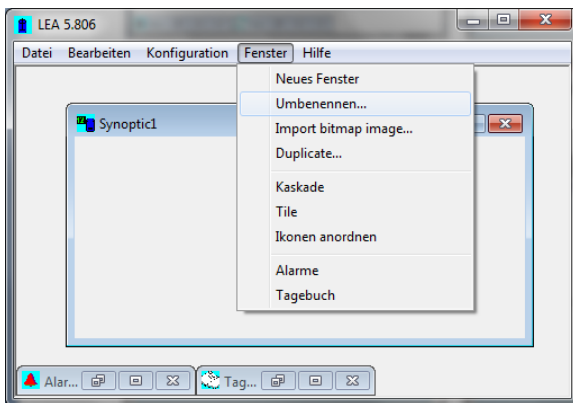 LEA 5.806
Datei Bearbeiten Konfiguration Fenster Hilfe
Neues Fenster
Umbenennen...
Import bitmap image...
Duplicate...
Kaskade
Tile
Ikonen anordnen
Alarme
Tagebuch
Synoptic1
Alar...
Tag...